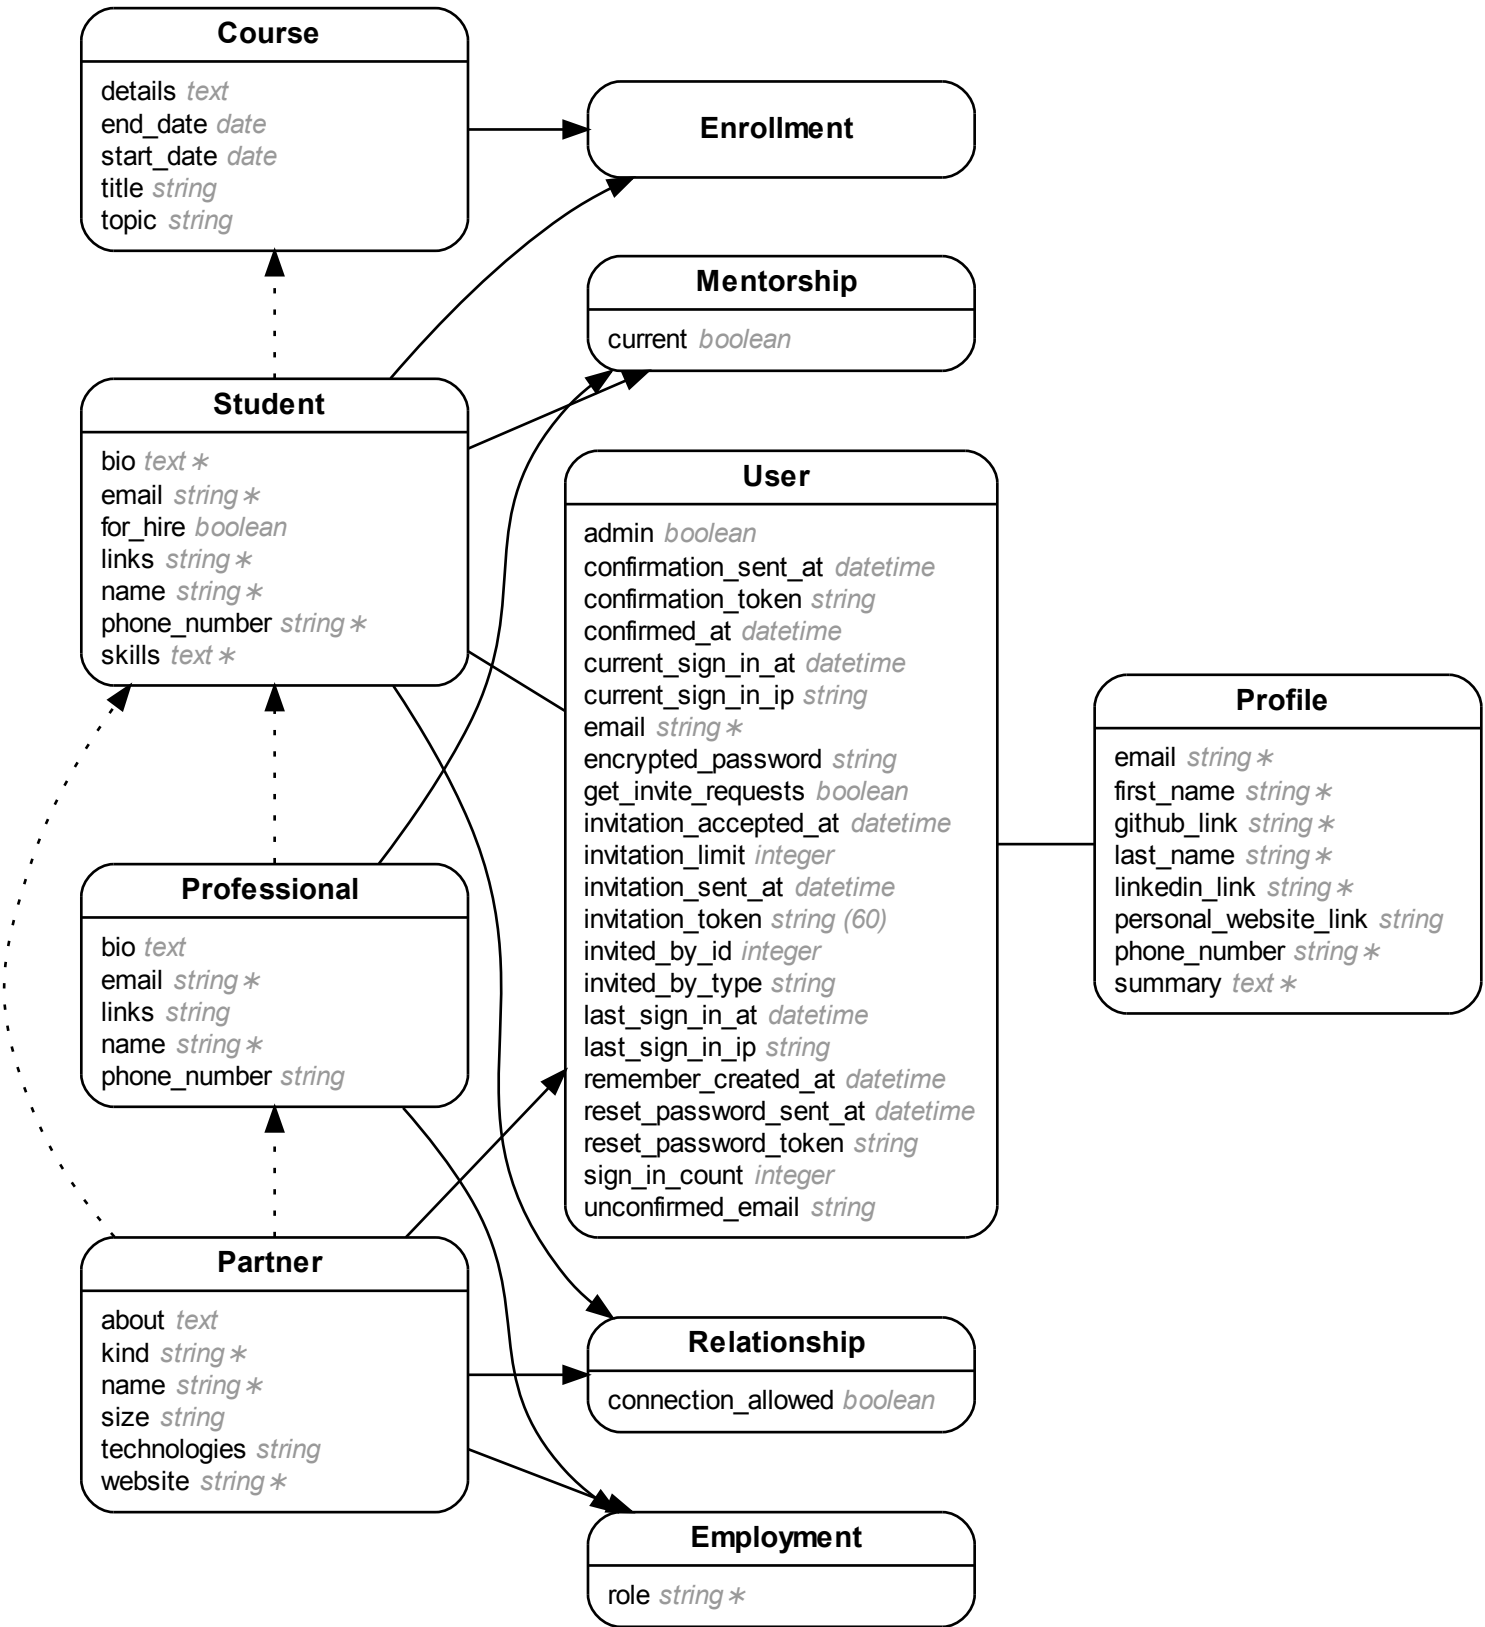 Course
details text
end_date date
start_date date
title string
topic string
Enrollment
Mentorship
current boolean
Student
bio text ∗
email string ∗
for_hire boolean
links string ∗
name string ∗
phone_number string ∗
skills text ∗
User
admin boolean
confirmation_sent_at datetime
confirmation_token string
confirmed_at datetime
current_sign_in_at datetime
current_sign_in_ip string
email string ∗
encrypted_password string
get_invite_requests boolean
invitation_accepted_at datetime
invitation_limit integer
invitation_sent_at datetime
invitation_token string (60)
invited_by_id integer
invited_by_type string
last_sign_in_at datetime
last_sign_in_ip string
remember_created_at datetime
reset_password_sent_at datetime
reset_password_token string
sign_in_count integer
unconfirmed_email string
Profile
email string ∗
first_name string ∗
github_link string ∗
last_name string ∗
linkedin_link string ∗
personal_website_link string
phone_number string ∗
summary text ∗
Professional
bio text
email string ∗
links string
name string ∗
phone_number string
Partner
about text
kind string ∗
name string ∗
size string
technologies string
website string ∗
Relationship
connection_allowed boolean
Employment
role string ∗